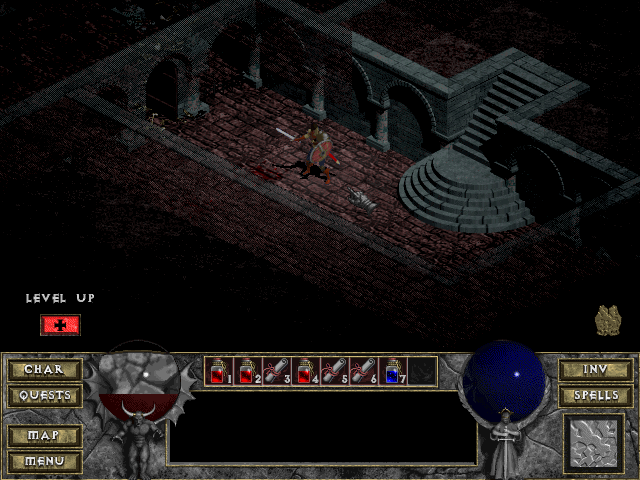 LEVEL UP
CHAR
QUESTS
MAP
MENU
1 2 3 4 5 6 7
INV
SPELLS